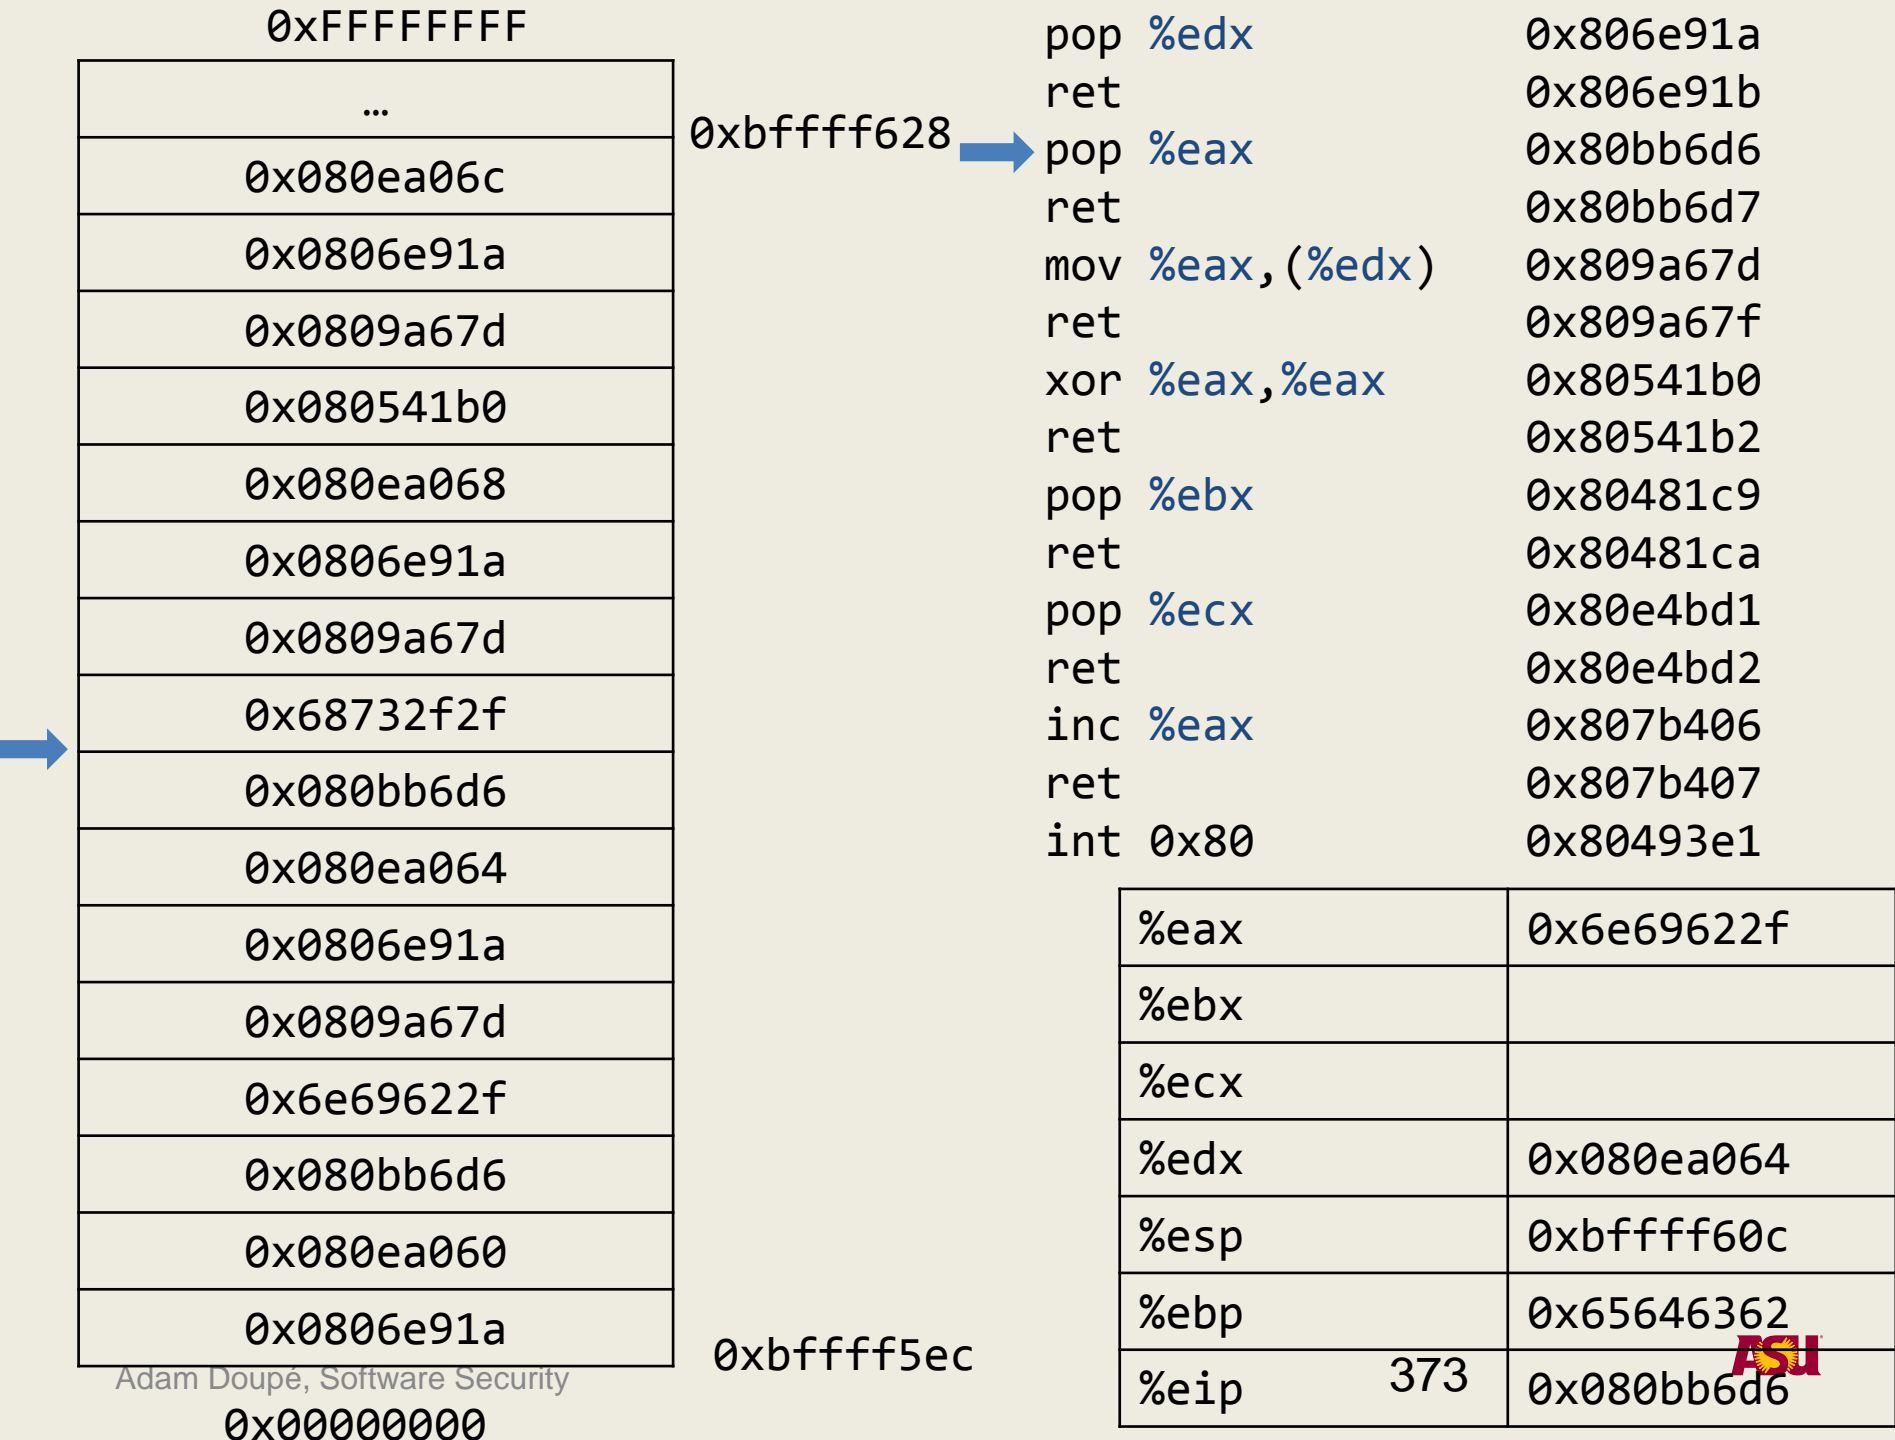 0xFFFFFFFF
…
0xbffff628
0x080ea06c
0x0806e91a
0x0809a67d
0x080541b0
0x080ea068
0x0806e91a
0x0809a67d
0x68732f2f
0x080bb6d6
0x080ea064
0x0806e91a
0x0809a67d
0x6e69622f
0x080bb6d6
0x080ea060
0x0806e91a
0xbffff5ec
Adam Doupé, Software Security
0x00000000
pop %edx 0x806e91a
ret 0x806e91b
pop %eax 0x80bb6d6
ret 0x80bb6d7
mov %eax,(%edx) 0x809a67d
ret 0x809a67f
xor %eax,%eax 0x80541b0
ret 0x80541b2
pop %ebx 0x80481c9
ret 0x80481ca
pop %ecx 0x80e4bd1
ret 0x80e4bd2
inc %eax 0x807b406
ret 0x807b407
int 0x80 0x80493e1
%eax 0x6e69622f
%ebx
%ecx
%edx 0x080ea064
%esp 0xbffff60c
%ebp 0x65646362
%eip 0x080bb6d6
373
ASU